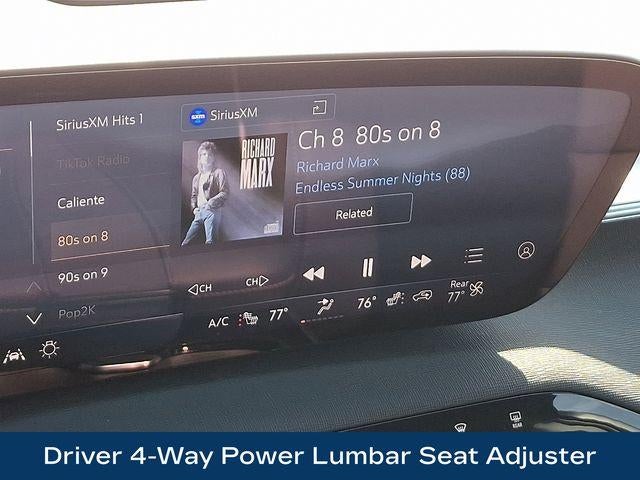 SiriusXM Hits 1
TikTok Radio
Caliente
80s on 8
90s on 9
Pop2K
sxm SiriusXM
RICHARD
MARX
Ch 8 80s on 8
Richard Marx
Endless Summer Nights (88)
Related
CH
CH
A/C
77°
76°
Rear
77°
REAR
Driver 4-Way Power Lumbar Seat Adjuster